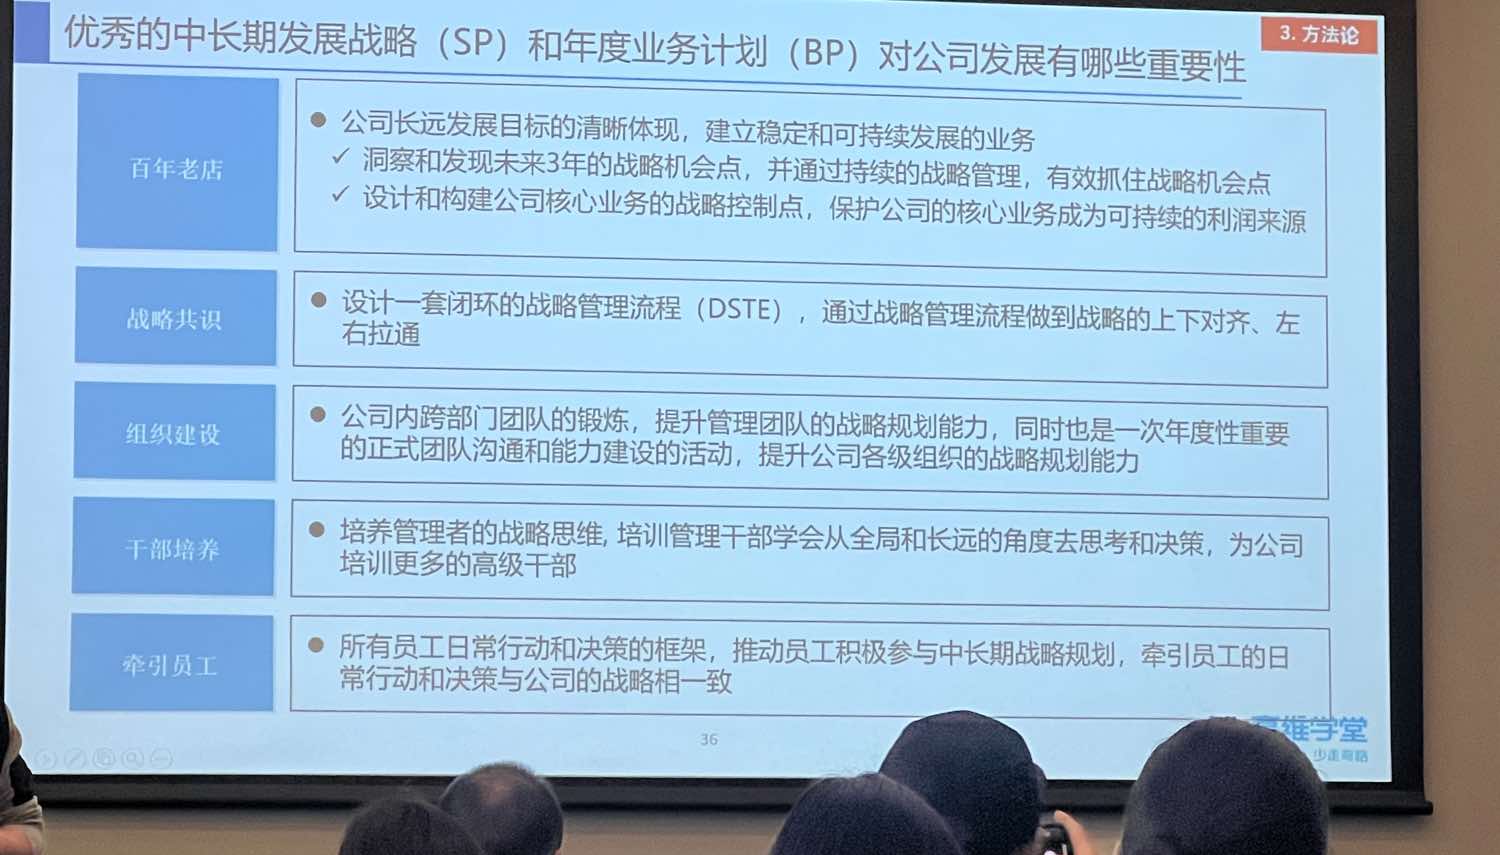 优秀的中长期发展战略（SP）和年度业务计划（BP）对公司发展有哪些重要性
3. 方法论
百年老店
公司长远发展目标的清晰体现，建立稳定和可持续发展的业务
洞察和发现未来3年的战略机会点，并通过持续的战略管理，有效抓住战略机会点
设计和构建公司核心业务的战略控制点，保护公司的核心业务成为可持续的利润来源
战略共识
设计一套闭环的战略管理流程（DSTE），通过战略管理流程做到战略的上下对齐、左
右拉通
组织建设
公司内跨部门团队的锻炼，提升管理团队的战略规划能力，同时也是一次年度性重要
的正式团队沟通和能力建设的活动，提升公司各级组织的战略规划能力
干部培养
培养管理者的战略思维, 培训管理干部学会从全局和长远的角度去思考和决策，为公司
培训更多的高级干部
牵引员工
所有员工日常行动和决策的框架，推动员工积极参与中长期战略规划，牵引员工的日
常行动和决策与公司的战略相一致
36
维学堂
少走弯路